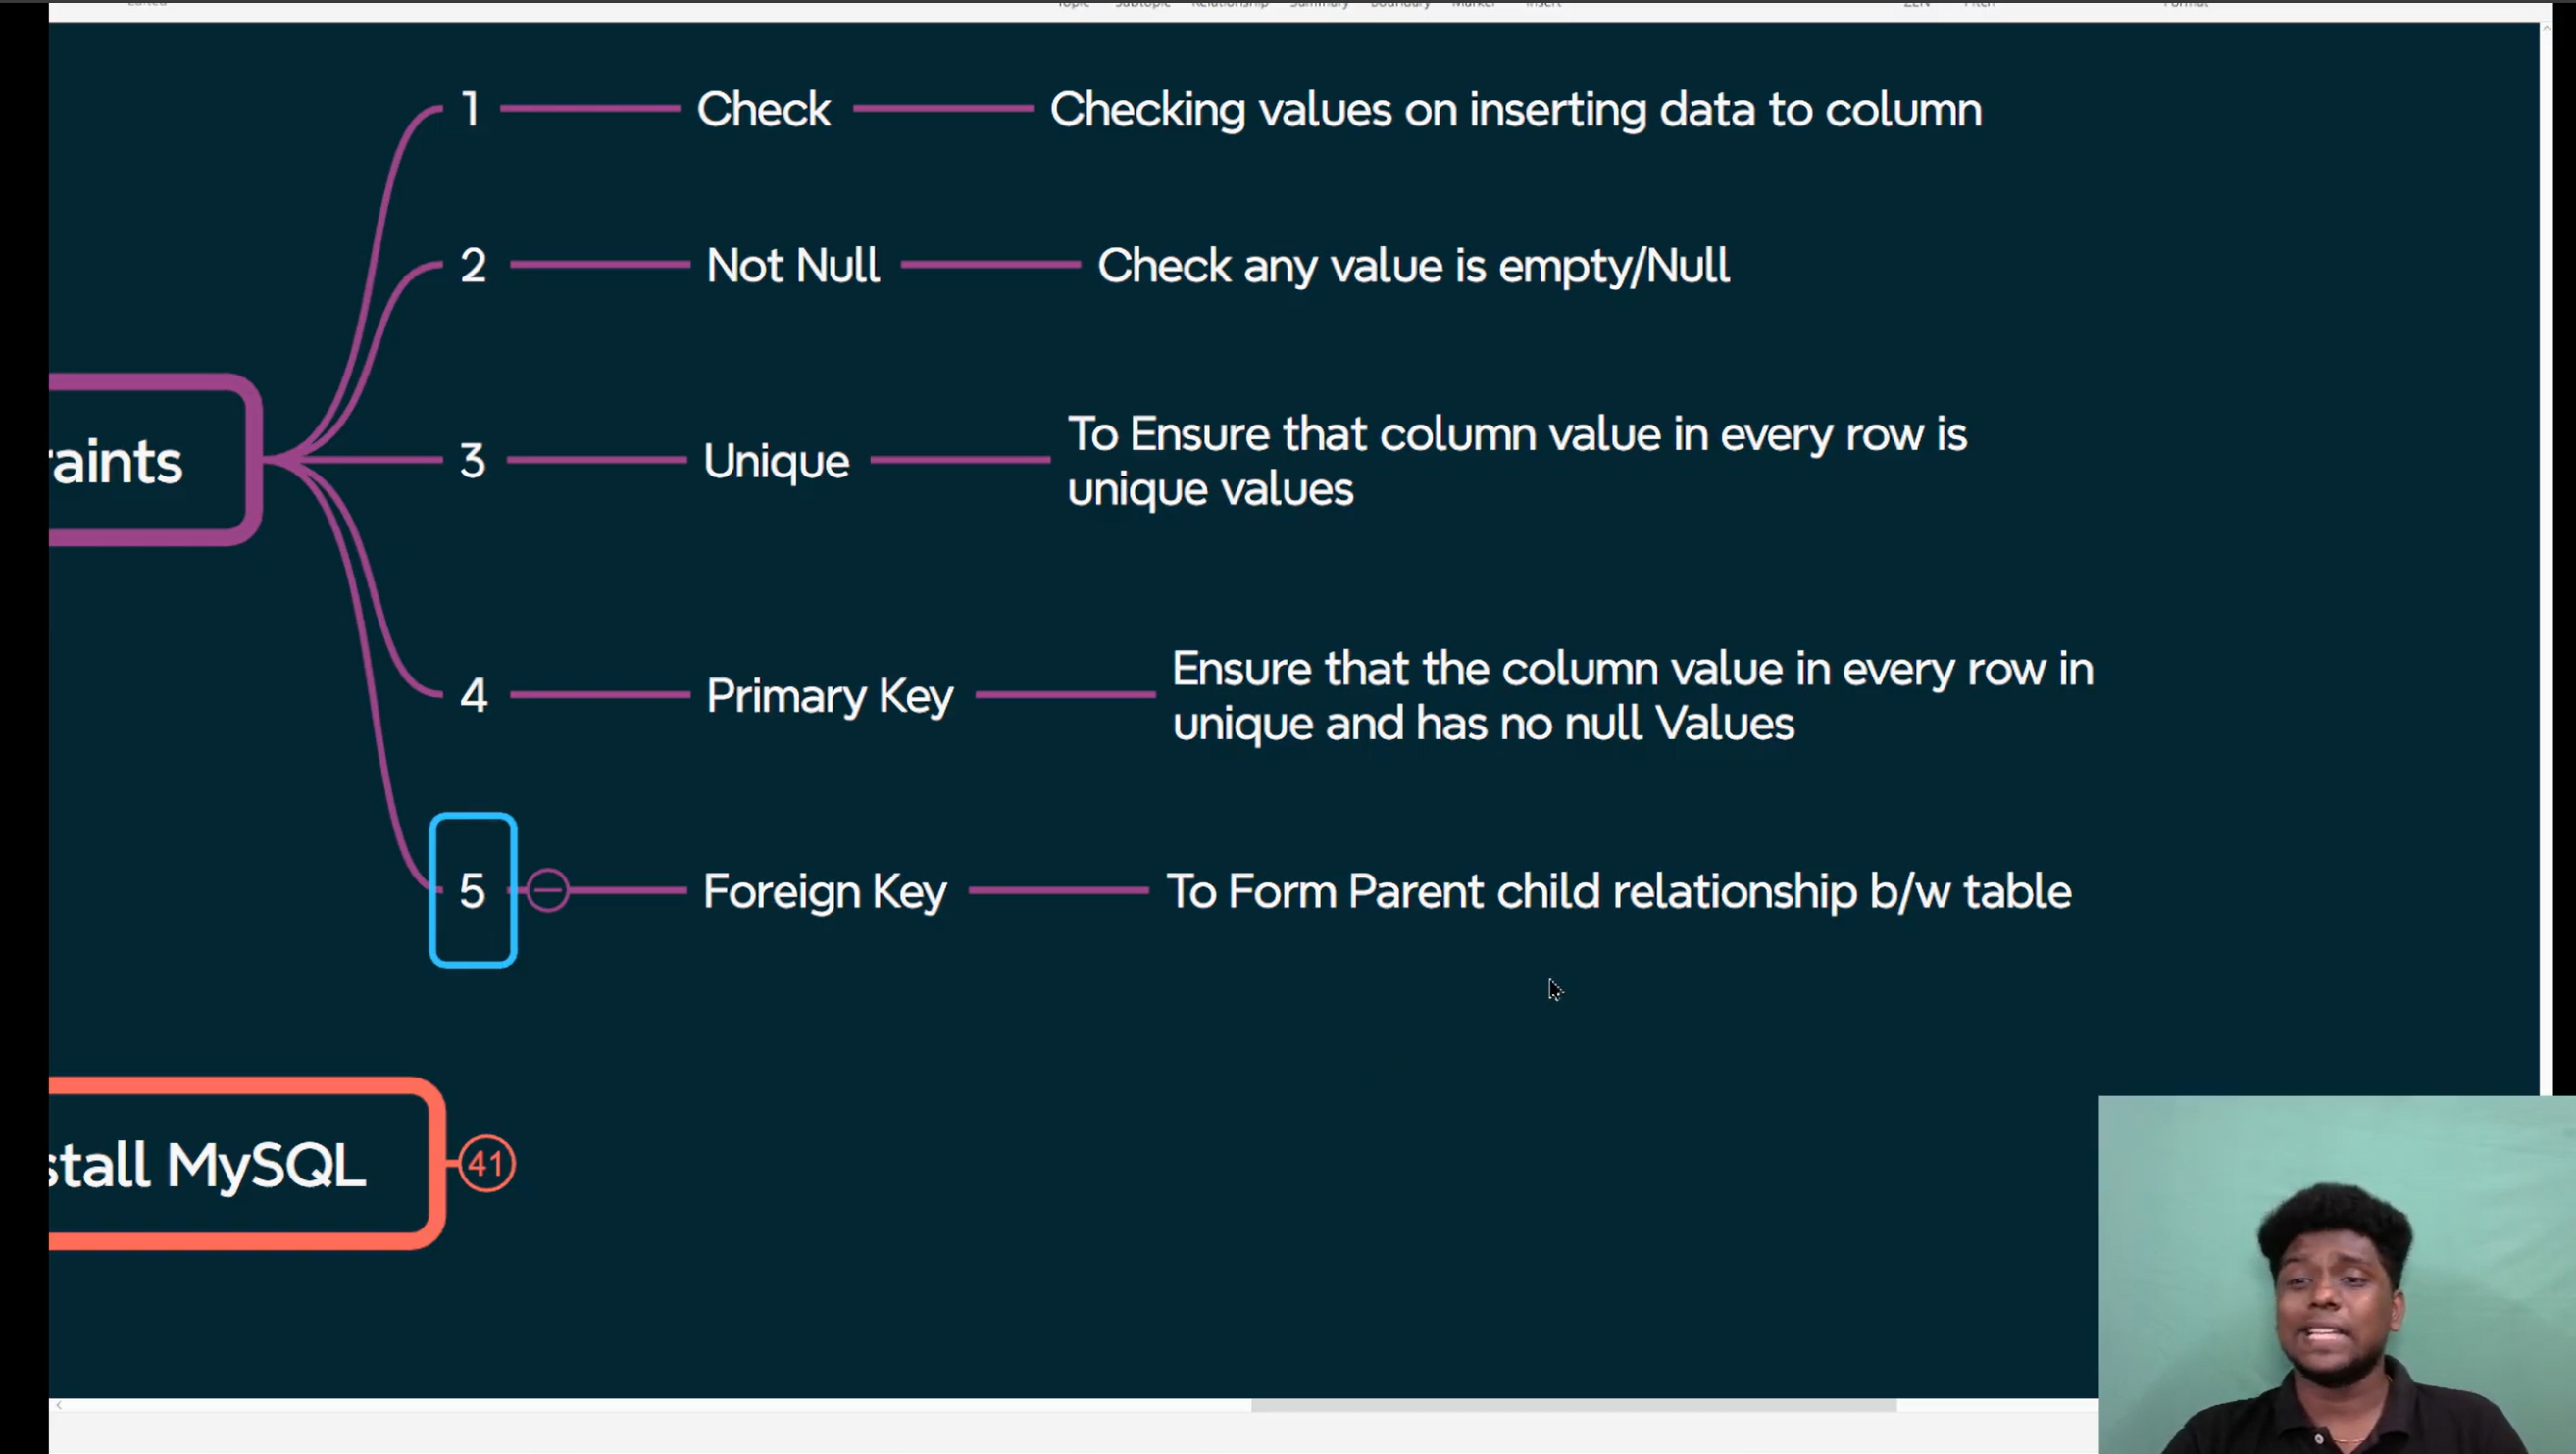 1 Check Checking values on inserting data to column
2 Not Null Check any value is empty/Null
3 Unique To Ensure that column value in every row is
unique values
raints
4 Primary Key Ensure that the column value in every row in
unique and has no null Values
5 Foreign Key To Form Parent child relationship b/w table
stall MySQL 41